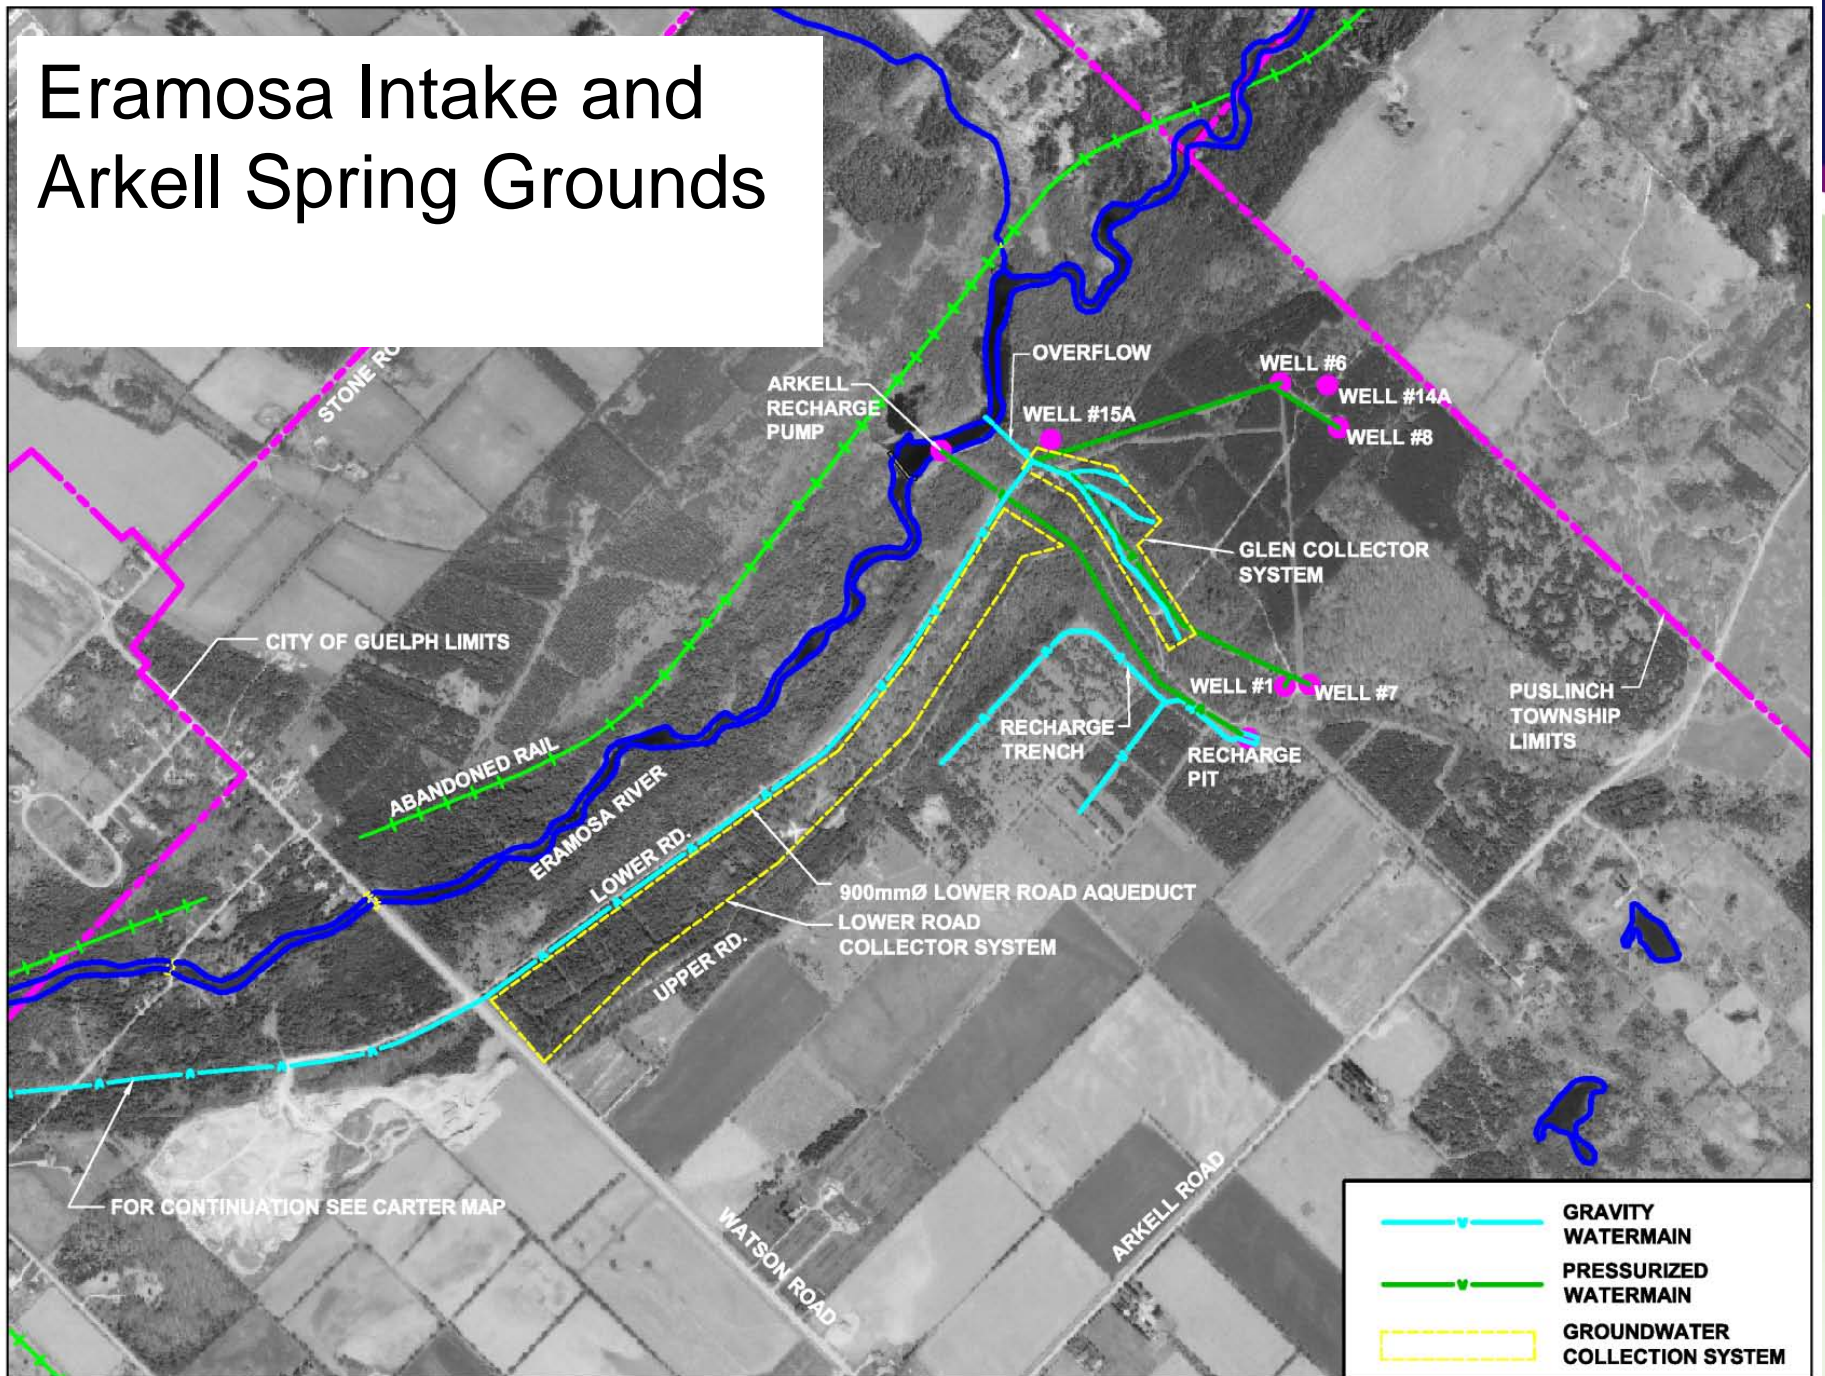 Eramosa Intake and
Arkell Spring Grounds
OVERFLOW
WELL #6
ARKELL
RECHARGE
PUMP
WELL #14A
STONE
WELL #15A
WELL #8
GLEN COLLECTOR
SYSTEM
CITY OF GUELPH LIMITS
WELL #1
WELL #7
PUSLINCH
TOWNSHIP
LIMITS
RECHARGE
TRENCH
RECHARGE
PIT
ABANDONED RAIL
ERAMOSA RIVER
LOWER RD.
900mmØ LOWER ROAD AQUEDUCT
LOWER ROAD
COLLECTOR SYSTEM
UPPER RD.
FOR CONTINUATION SEE CARTER MAP
WATSON ROAD
ARKELL ROAD
GRAVITY
WATERMAIN
PRESSURIZED
WATERMAIN
GROUNDWATER
COLLECTION SYSTEM